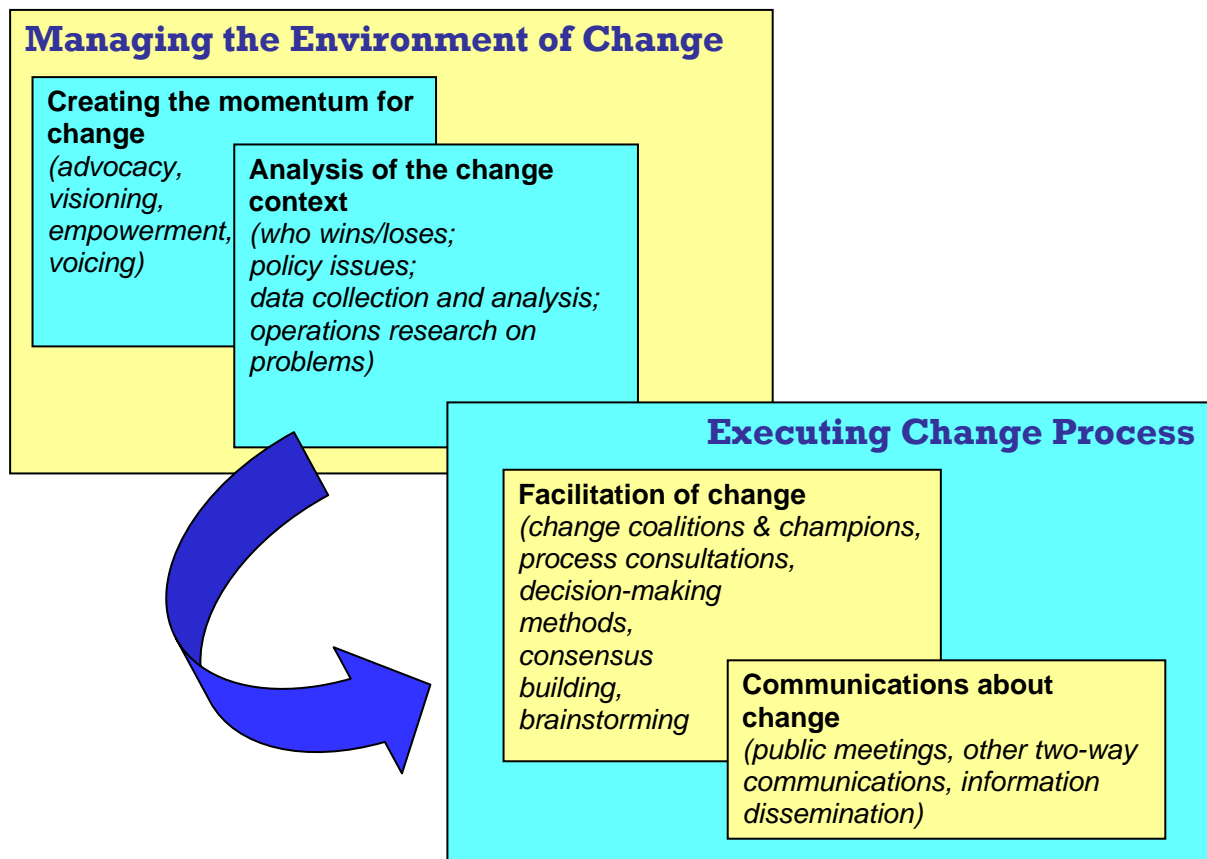 Managing the Environment of Change
Creating the momentum for
change
(advocacy,
visioning,
empowerment,
voicing)
Analysis of the change
context
(who wins/loses;
policy issues;
data collection and analysis;
operations research on
problems)
Executing Change Process
Facilitation of change
(change coalitions & champions,
process consultations,
decision-making
methods,
consensus
building,
brainstorming
Communications about
change
(public meetings, other two-way
communications, information
dissemination)